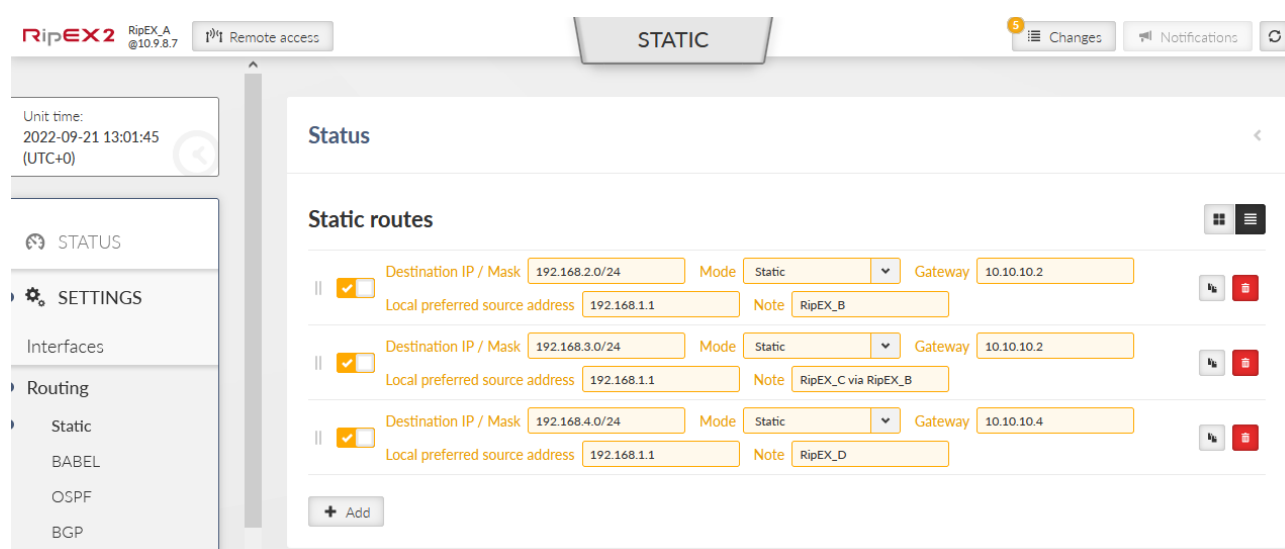 RipEX2 RipEX_A @10.9.8.7 Remote access STATIC 5 Changes Notifications
Unit time:
2022-09-21 13:01:45
(UTC+0)
STATUS
SETTINGS
Interfaces
Routing
Static
BABEL
OSPF
BGP
Status
Static routes
Destination IP / Mask 192.168.2.0/24 Mode Static Gateway 10.10.10.2
Local preferred source address 192.168.1.1 Note RipEX_B
Destination IP / Mask 192.168.3.0/24 Mode Static Gateway 10.10.10.2
Local preferred source address 192.168.1.1 Note RipEX_C via RipEX_B
Destination IP / Mask 192.168.4.0/24 Mode Static Gateway 10.10.10.4
Local preferred source address 192.168.1.1 Note RipEX_D
+ Add